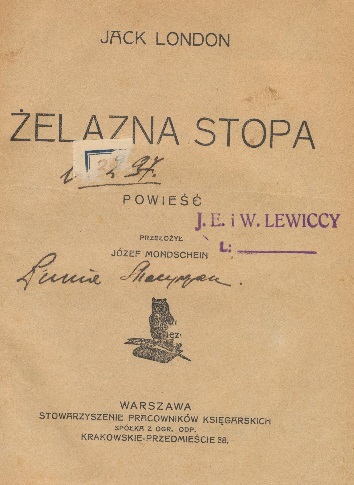 JACK LONDON
ŻELAZNA STOPA
37.
POWIEŚĆ
J. E. i W. LEWICCY
L:
PRZEŁOŻYŁ
JÓZEF MONDSCHEIN
WARSZAWA
STOWARZYSZENIE PRACOWNIKÓW KSIĘGARSKICH
SPÓŁKA Z OGR. ODP.
KRAKOWSKIE-PRZEDMIEŚCIE 38.